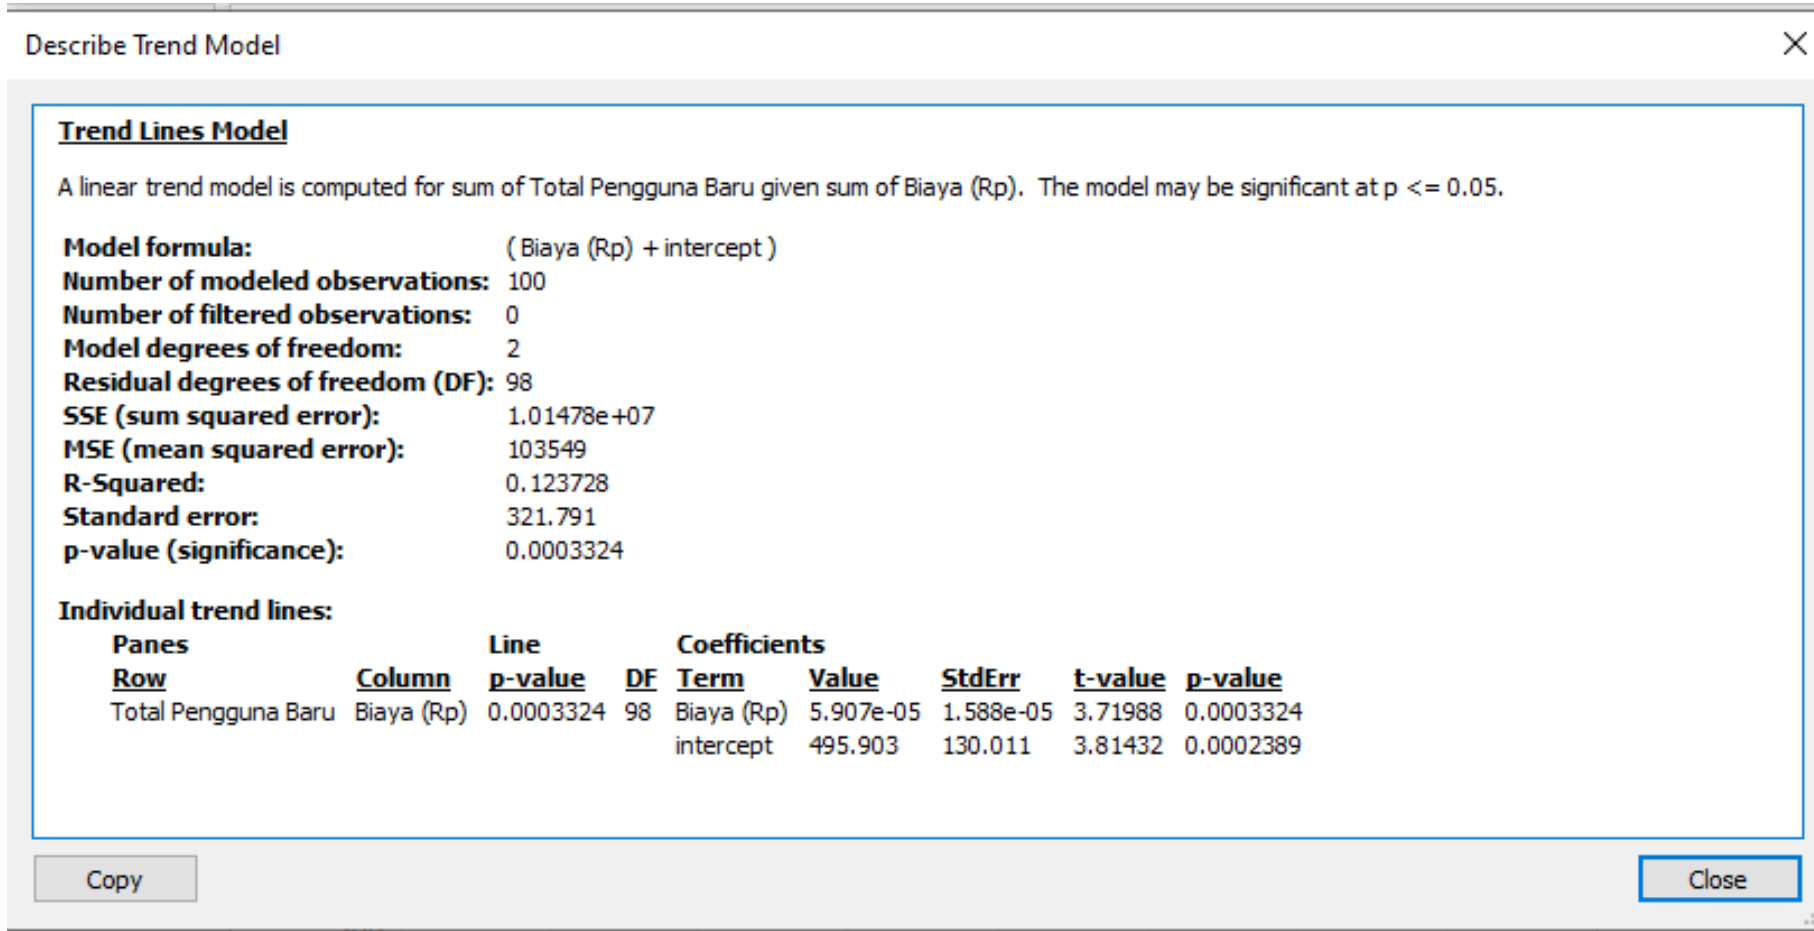 Describe Trend Model
Trend Lines Model
A linear trend model is computed for sum of Total Pengguna Baru given sum of Biaya (Rp).  The model may be significant at p <= 0.05.
Model formula: ( Biaya (Rp) + intercept )
Number of modeled observations: 100
Number of filtered observations: 0
Model degrees of freedom: 2
Residual degrees of freedom (DF): 98
SSE (sum squared error): 1.01478e+07
MSE (mean squared error): 103549
R-Squared: 0.123728
Standard error: 321.791
p-value (significance): 0.0003324
Individual trend lines:
Panes Line Coefficients
Row Column p-value DF Term Value StdErr t-value p-value
Total Pengguna Baru Biaya (Rp) 0.0003324 98 Biaya (Rp) 5.907e-05 1.588e-05 3.71988 0.0003324
intercept 495.903 130.011 3.81432 0.0002389
Copy Close